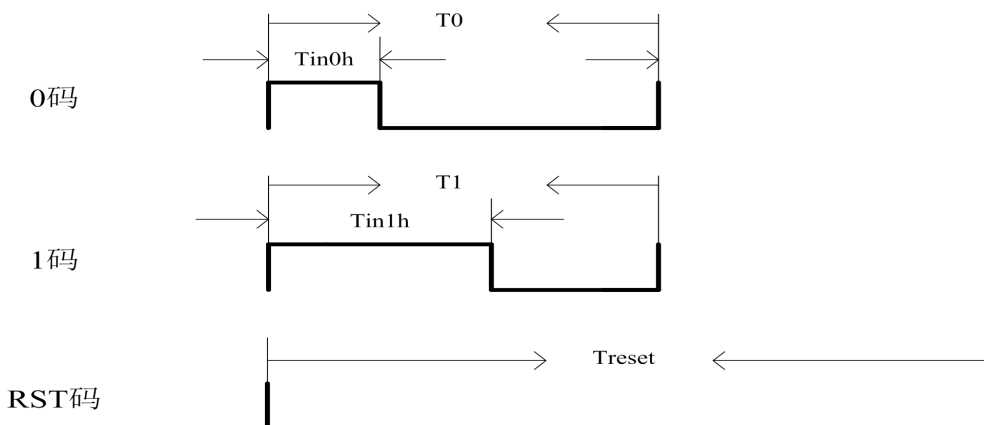 T0
Tin0h
0码
T1
Tin1h
1码
Treset
RST码